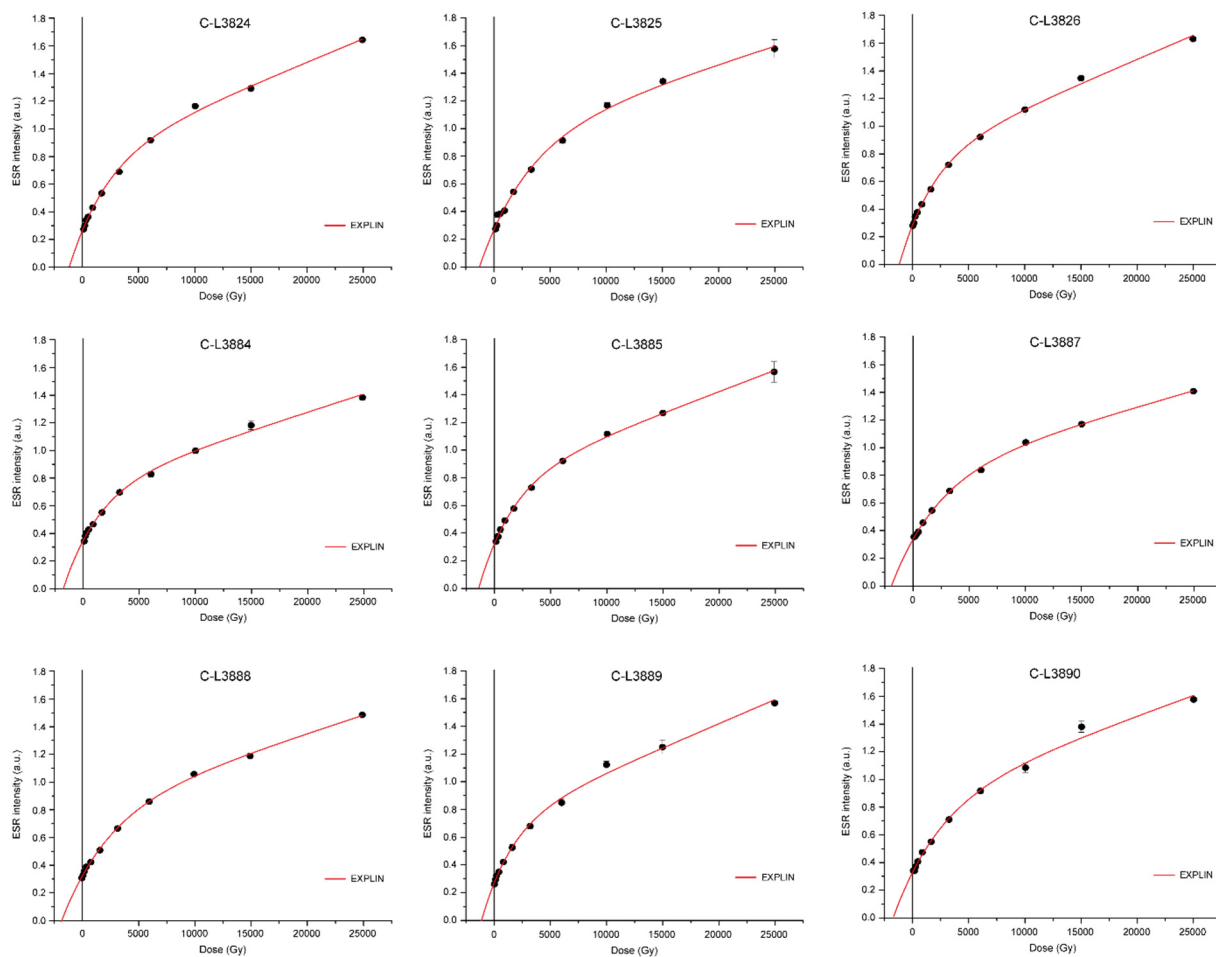 C-L3824
ESR intensity (a.u.)
1.8
1.6
1.4
1.2
1.0
0.8
0.6
0.4
0.2
0.0
EXPLIN
0 5000 10000 15000 20000 25000
Dose (Gy)
C-L3825
ESR intensity (a.u.)
1.8
1.6
1.4
1.2
1.0
0.8
0.6
0.4
0.2
0.0
EXPLIN
0 5000 10000 15000 20000 25000
Dose (Gy)
C-L3826
ESR intensity (a.u.)
1.8
1.6
1.4
1.2
1.0
0.8
0.6
0.4
0.2
0.0
EXPLIN
0 5000 10000 15000 20000 25000
Dose (Gy)
C-L3884
ESR intensity (a.u.)
1.8
1.6
1.4
1.2
1.0
0.8
0.6
0.4
0.2
0.0
EXPLIN
0 5000 10000 15000 20000 25000
Dose (Gy)
C-L3885
ESR intensity (a.u.)
1.8
1.6
1.4
1.2
1.0
0.8
0.6
0.4
0.2
0.0
EXPLIN
0 5000 10000 15000 20000 25000
Dose (Gy)
C-L3887
ESR intensity (a.u.)
1.8
1.6
1.4
1.2
1.0
0.8
0.6
0.4
0.2
0.0
EXPLIN
0 5000 10000 15000 20000 25000
Dose (Gy)
C-L3888
ESR intensity (a.u.)
1.8
1.6
1.4
1.2
1.0
0.8
0.6
0.4
0.2
0.0
EXPLIN
0 5000 10000 15000 20000 25000
Dose (Gy)
C-L3889
ESR intensity (a.u.)
1.8
1.6
1.4
1.2
1.0
0.8
0.6
0.4
0.2
0.0
EXPLIN
0 5000 10000 15000 20000 25000
Dose (Gy)
C-L3890
ESR intensity (a.u.)
1.8
1.6
1.4
1.2
1.0
0.8
0.6
0.4
0.2
0.0
EXPLIN
0 5000 10000 15000 20000 25000
Dose (Gy)